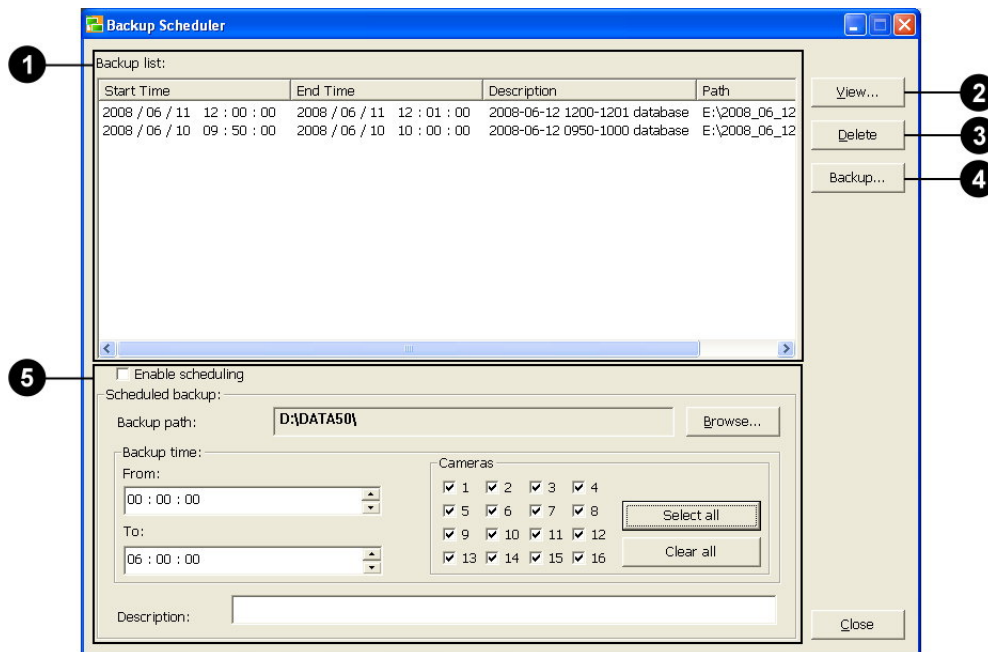 Backup Scheduler
1
Backup list:
Start Time End Time Description Path
2008 / 06 / 11 12 : 00 : 00 2008 / 06 / 11 12 : 01 : 00 2008-06-12 1200-1201 database E:\2008_06_12
2008 / 06 / 10 09 : 50 : 00 2008 / 06 / 10 10 : 00 : 00 2008-06-12 0950-1000 database E:\2008_06_12
View... 2
Delete 3
Backup... 4
5
Enable scheduling
Scheduled backup:
Backup path: D:\DATA50\ Browse...
Backup time:
From:
00 : 00 : 00
To:
06 : 00 : 00
Cameras
1 2 3 4
5 6 7 8
9 10 11 12
13 14 15 16
Select all
Clear all
Description:
Close